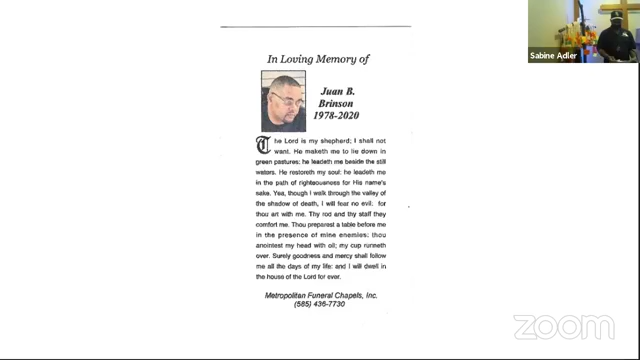 In Loving Memory of
Juan B.
Brinson
1978-2020
The Lord is my shepherd; I shall not
want. He maketh me to lie down in
green pastures; he leadeth me beside the still
waters. He restoreth my soul: he leadeth me
in the path of righteousness for His name's
sake. Yea, though I walk through the valley of
the shadow of death, I will fear no evil: for
thou art with me. Thy rod and thy staff they
comfort me. Thou preparest a table before me
in the presence of mine enemies: thou
anointest my head with oil; my cup runneth
over. Surely goodness and mercy shall follow
me all the days of my life: and I will dwell in
the house of the Lord for ever.
Metropolitan Funeral Chapels, Inc.
(585) 436-7730
Sabine Adler
zoom